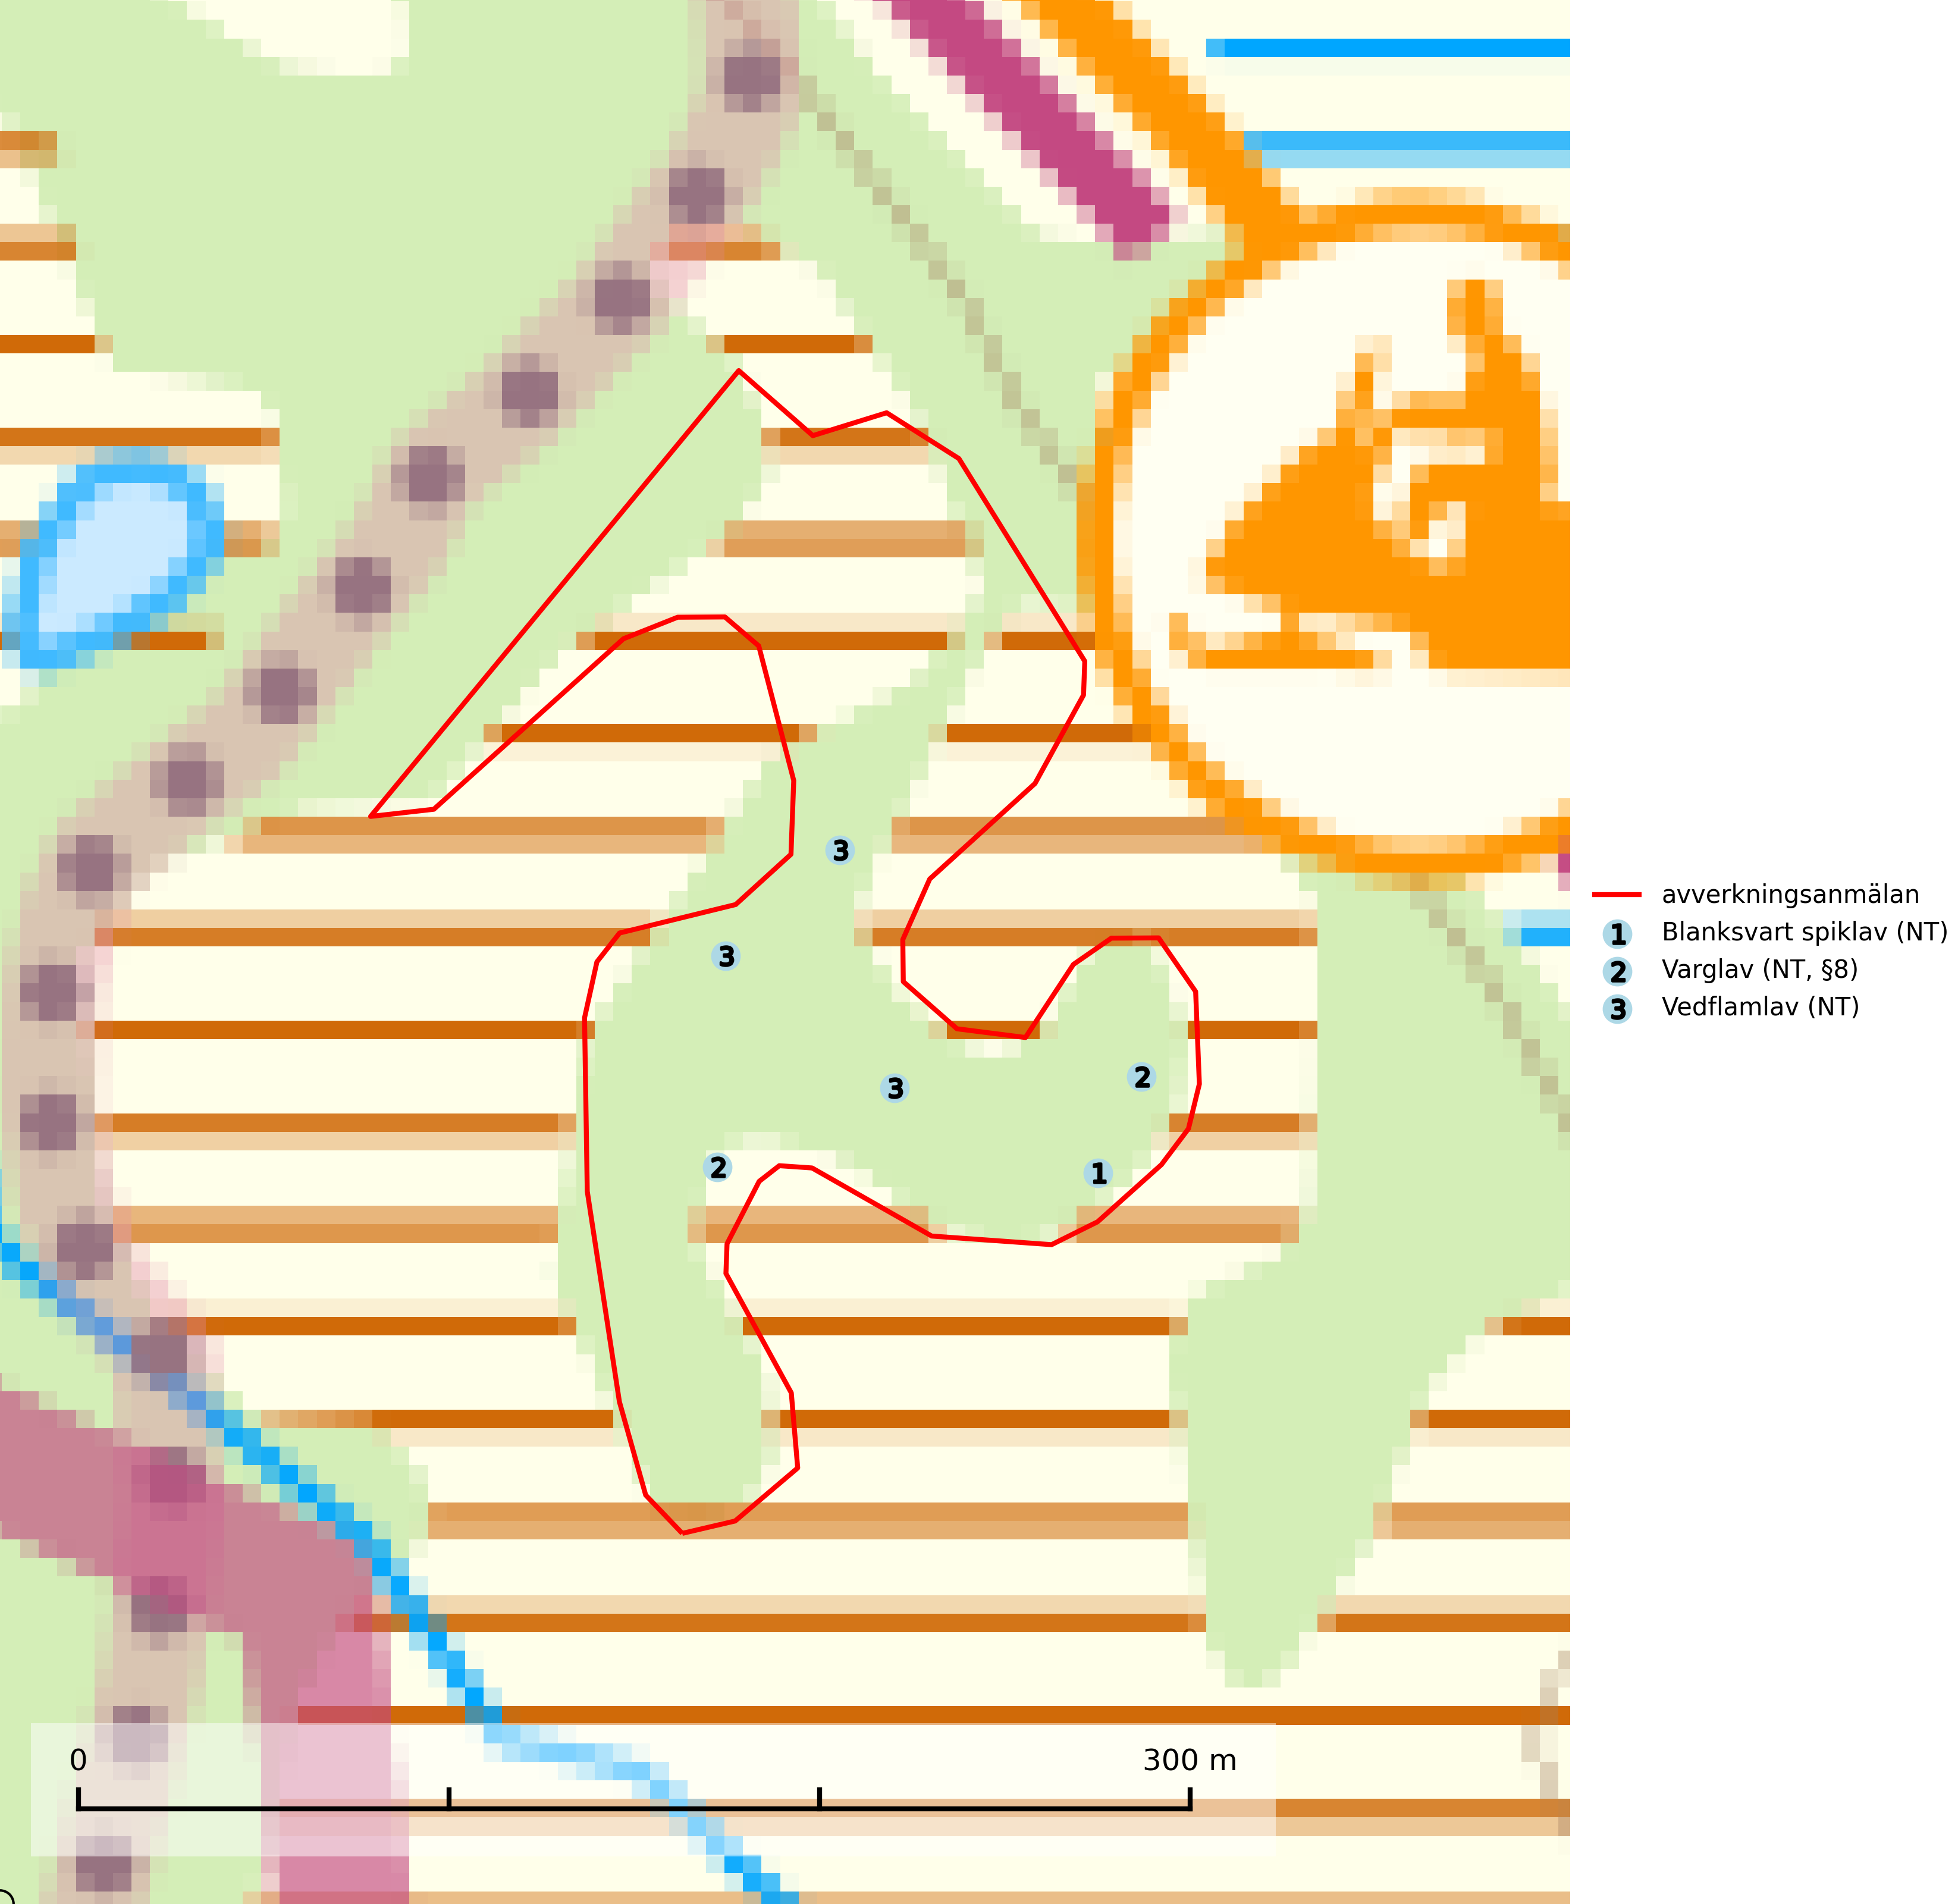 3
3
3
2
2
1
0
300 m
avverkningsanmälan
1 Blanksvart spiklav (NT)
2 Varglav (NT, §8)
3 Vedflamlav (NT)